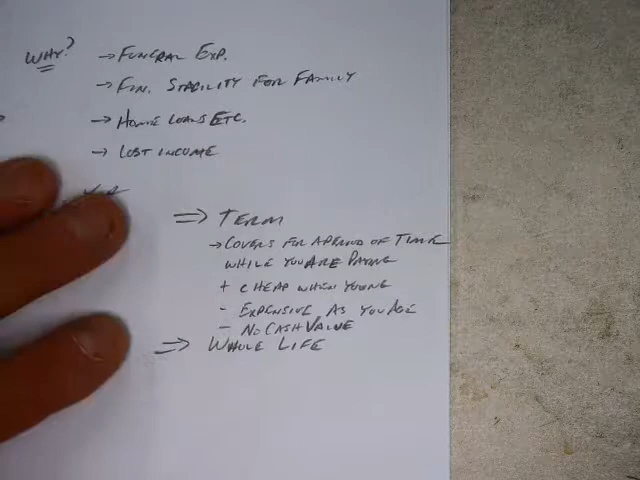 WHY? → FUNERAL EXP.
→ FIN. STABILITY FOR FAMILY
→ HOME LOANS ETC.
→ LOST INCOME
⇒ TERM
→ COVERS FOR A PERIOD OF TIME
WHILE YOU ARE PAYING
+ CHEAP WHEN YOUNG
- EXPENSIVE AS YOU AGE
- NO CASH VALUE
⇒ WHOLE LIFE